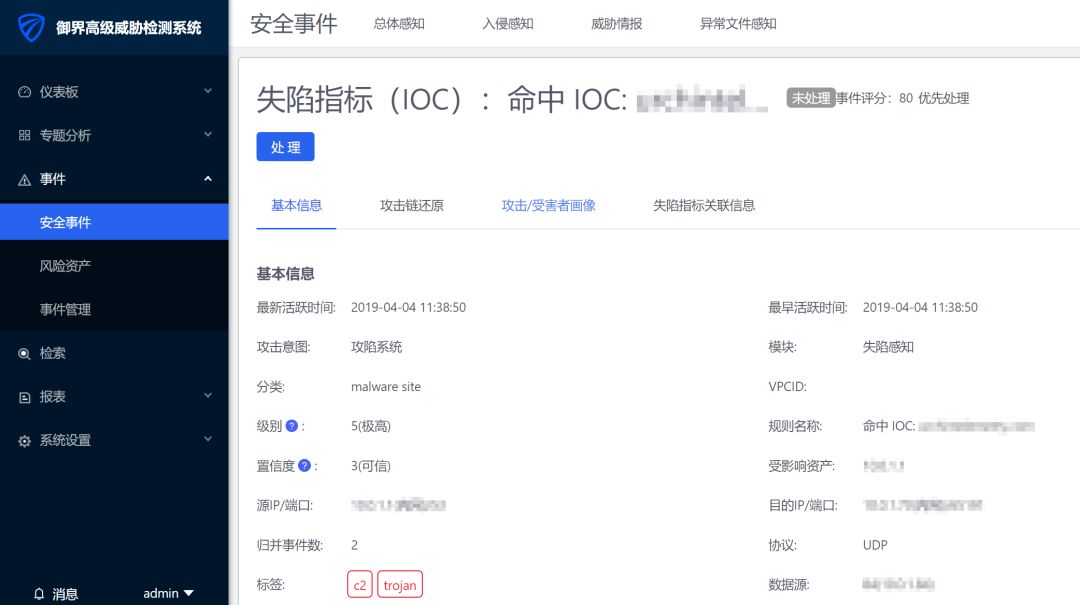 御界高级威胁检测系统
安全事件 总体感知 入侵感知 威胁情报 异常文件感知
仪表板
专题分析
事件
安全事件
风险资产
事件管理
检索
报表
系统设置
消息 admin
失陷指标（IOC）：命中 IOC: 未处理 事件评分：80 优先处理
处 理
基本信息 攻击链还原 攻击/受害者画像 失陷指标关联信息
基本信息
最新活跃时间: 2019-04-04 11:38:50 最早活跃时间: 2019-04-04 11:38:50
攻击意图: 攻陷系统 模块: 失陷感知
分类: malware site VPCID:
级别 ? : 5(极高) 规则名称: 命中 IOC:
置信度 ? : 3(可信) 受影响资产:
源IP/端口: 目的IP/端口:
归并事件数: 2 协议: UDP
标签: c2 trojan 数据源: